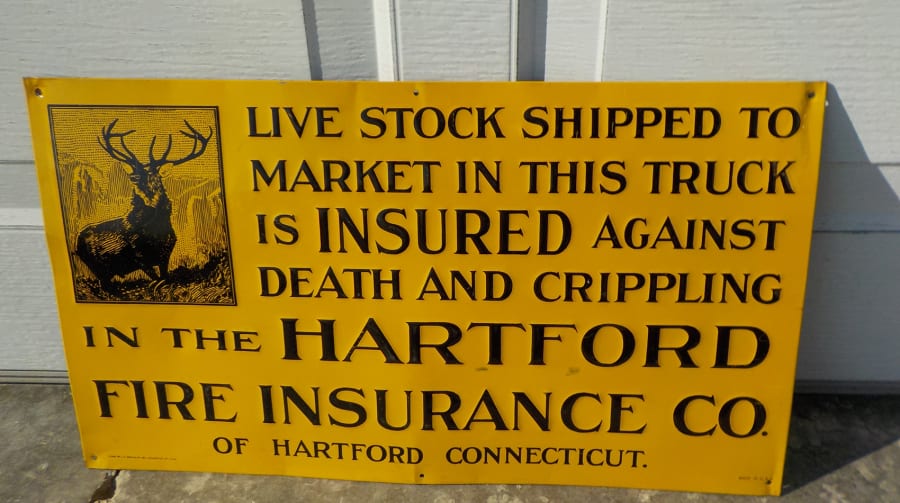 LIVE STOCK SHIPPED TO
MARKET IN THIS TRUCK
IS INSURED AGAINST
DEATH AND CRIPPLING
IN THE HARTFORD
FIRE INSURANCE CO.
OF HARTFORD CONNECTICUT.